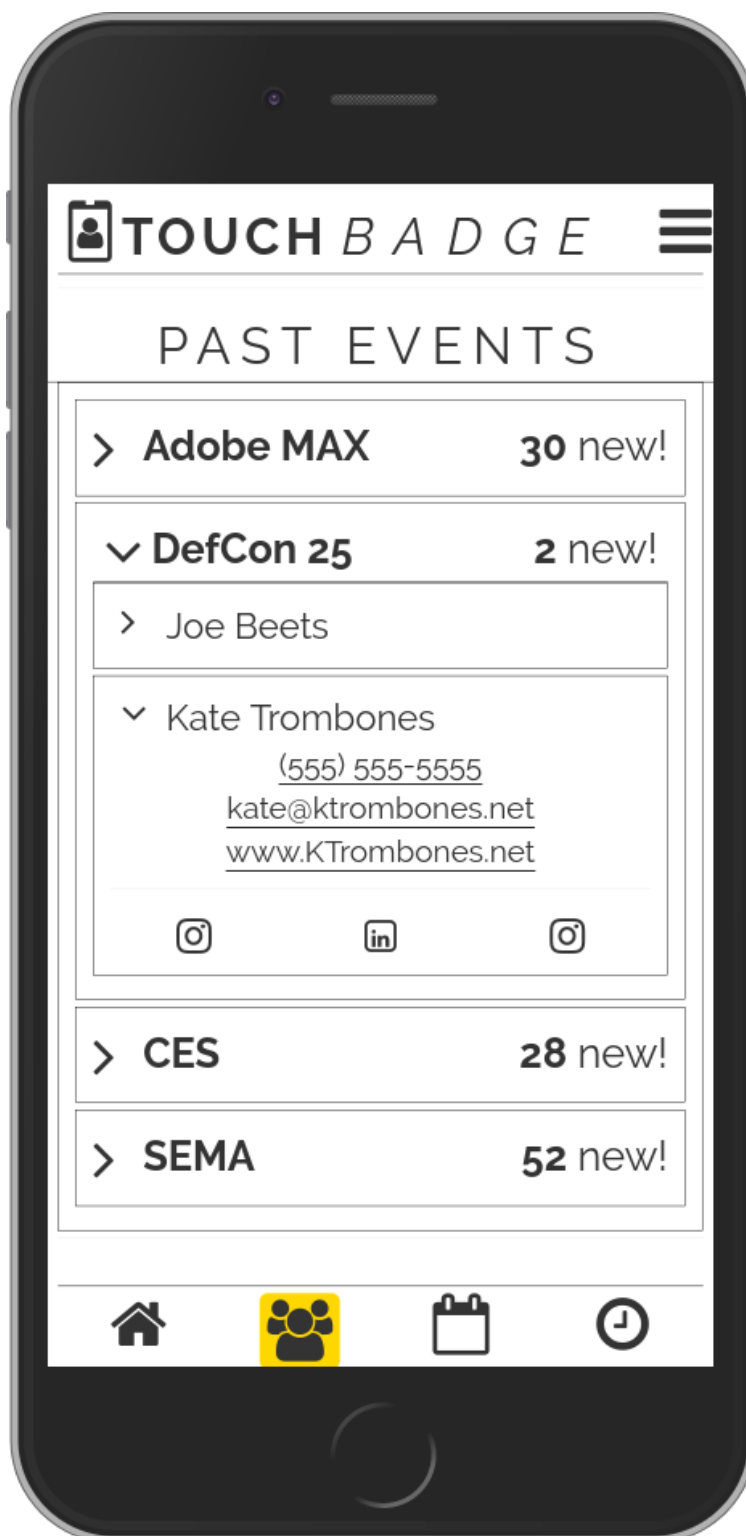 TOUCH BADGE
PAST EVENTS
Adobe MAX 30 new!
DefCon 25 2 new!
Joe Beets
Kate Trombones
(555) 555-5555
kate@ktrombones.net
www.KTrombones.net
in
CES 28 new!
SEMA 52 new!